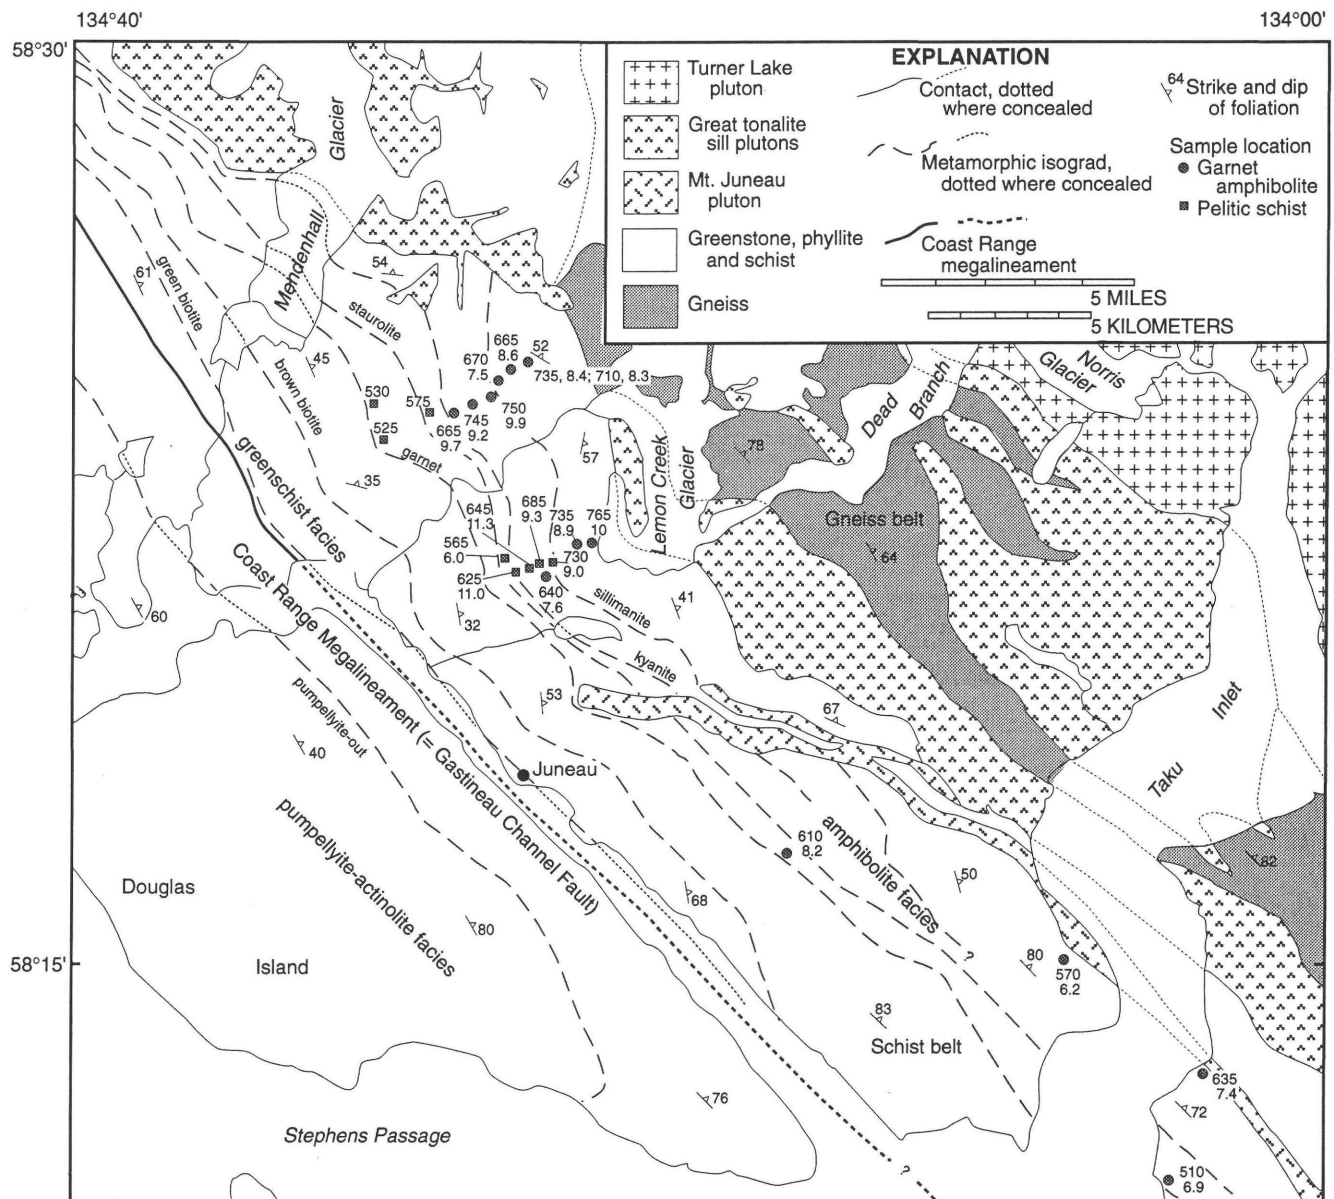 134°40'
134°00'
58°30'
EXPLANATION
Turner Lake
pluton
Great tonalite
sill plutons
Mt. Juneau
pluton
Greenstone, phyllite
and schist
Gneiss
Contact, dotted
where concealed
Metamorphic isograd,
dotted where concealed
Coast Range
megalineament
5 MILES
5 KILOMETERS
64 Strike and dip
of foliation
Sample location
Garnet
amphibolite
Pelitic schist
Glacier
Mendenhall
54
61
green biotite
staurolite
45
brown biotite
665
8.6
52
670
7.5
735, 8.4; 710, 8.3
530
575
525
745
9.2
750
9.9
665
9.7
garnet
35
57
Lemon Creek
Glacier
78
Dead
Branch
Norris
Glacier
greenschist facies
645
11.3
685
9.3
735
8.9
765
10
565
6.0
730
9.0
625
11.0
640
7.6
Gneiss belt
64
sillimanite
41
32
60
kyanite
Coast Range Megalineament (= Gastineau Channel Fault)
pumpellyite-out
53
67
40
Juneau
Inlet
Taku
pumpellyite-actinolite facies
610
8.2
amphibolite facies
82
50
68
Douglas
80
Island
58°15'
?
80
570
6.2
83
Schist belt
635
7.4
76
72
Stephens Passage
?
510
6.9